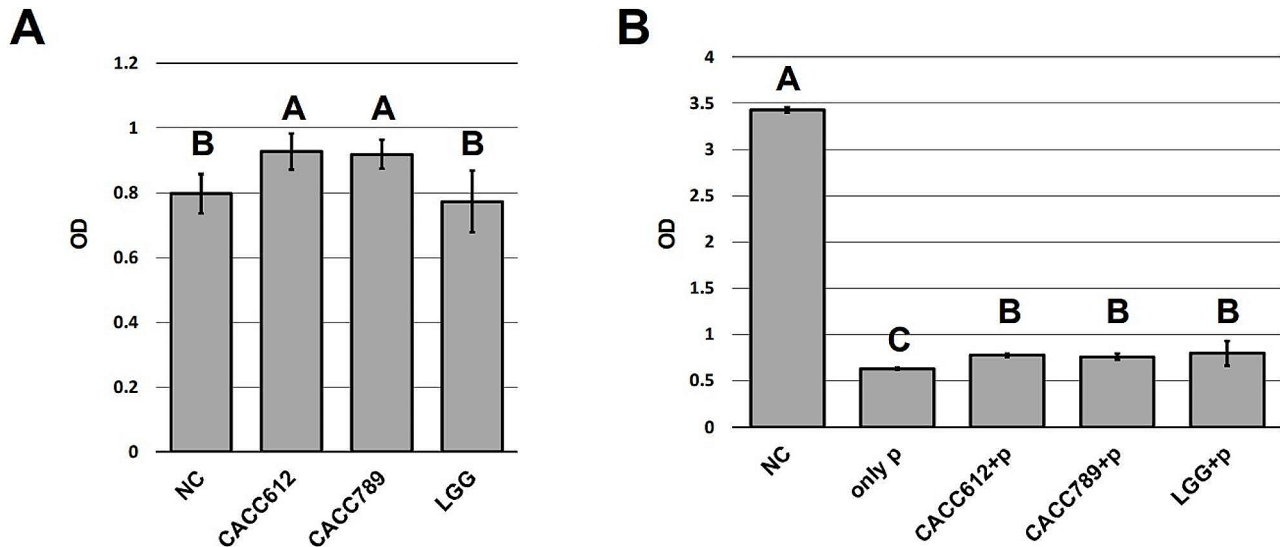 A
1.2
1
0.8
0.6
0.4
0.2
0
OD
B
A
A
B
NC
CACC612
CACC789
LGG
B
4
3.5
3
2.5
2
1.5
1
0.5
0
OD
A
C
B
B
B
NC
only p
CACC612+p
CACC789+p
LGG+p